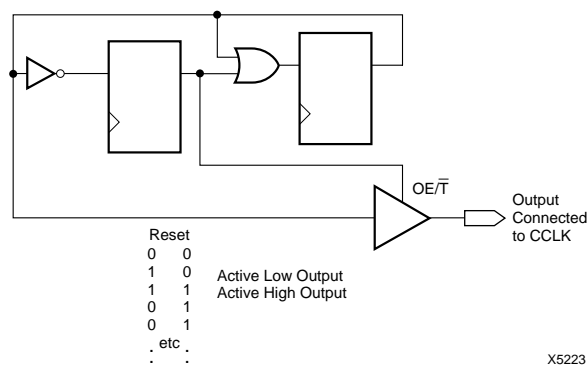 OE/T̅
Output
Connected
to CCLK
Reset
0 0
1 0
1 1
0 1
0 1
. etc .
. .
Active Low Output
Active High Output
X5223